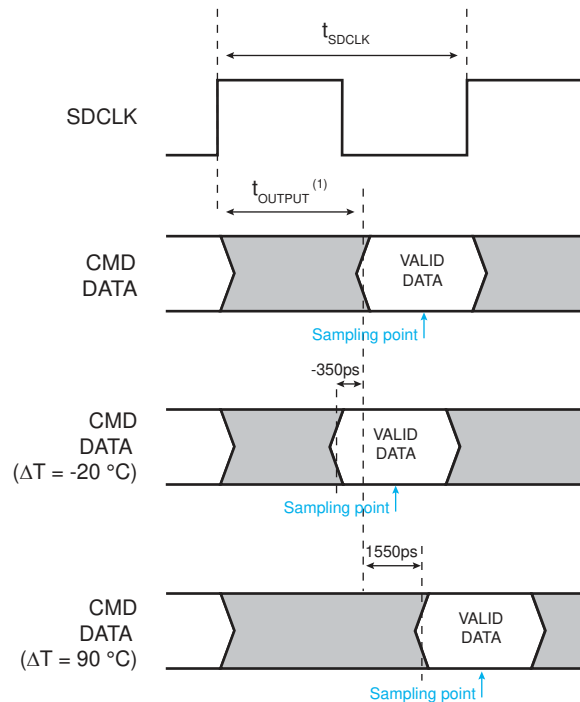 tSDCLK
SDCLK
tOUTPUT(1)
CMD
DATA
VALID
DATA
Sampling point
-350ps
CMD
DATA
(ΔT = -20 °C)
VALID
DATA
Sampling point
1550ps
CMD
DATA
(ΔT = 90 °C)
VALID
DATA
Sampling point